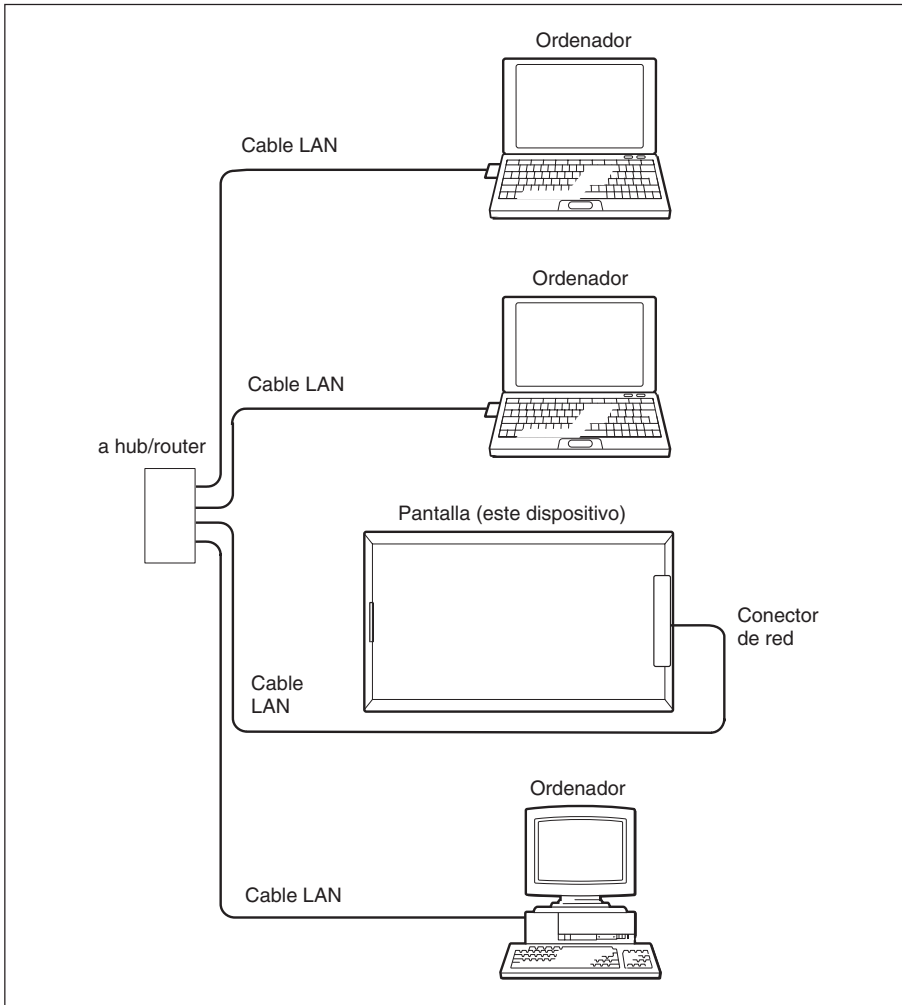 Ordenador
Cable LAN
Ordenador
Cable LAN
a hub/router
Pantalla (este dispositivo)
Conector
de red
Cable
LAN
Ordenador
Cable LAN